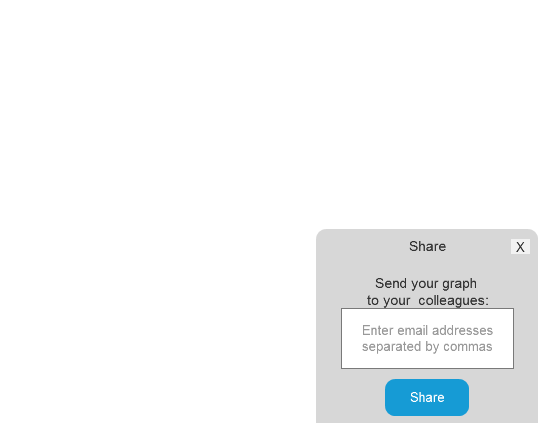 Share
X
Send your graph
to your  colleagues:
Enter email addresses
separated by commas
Share